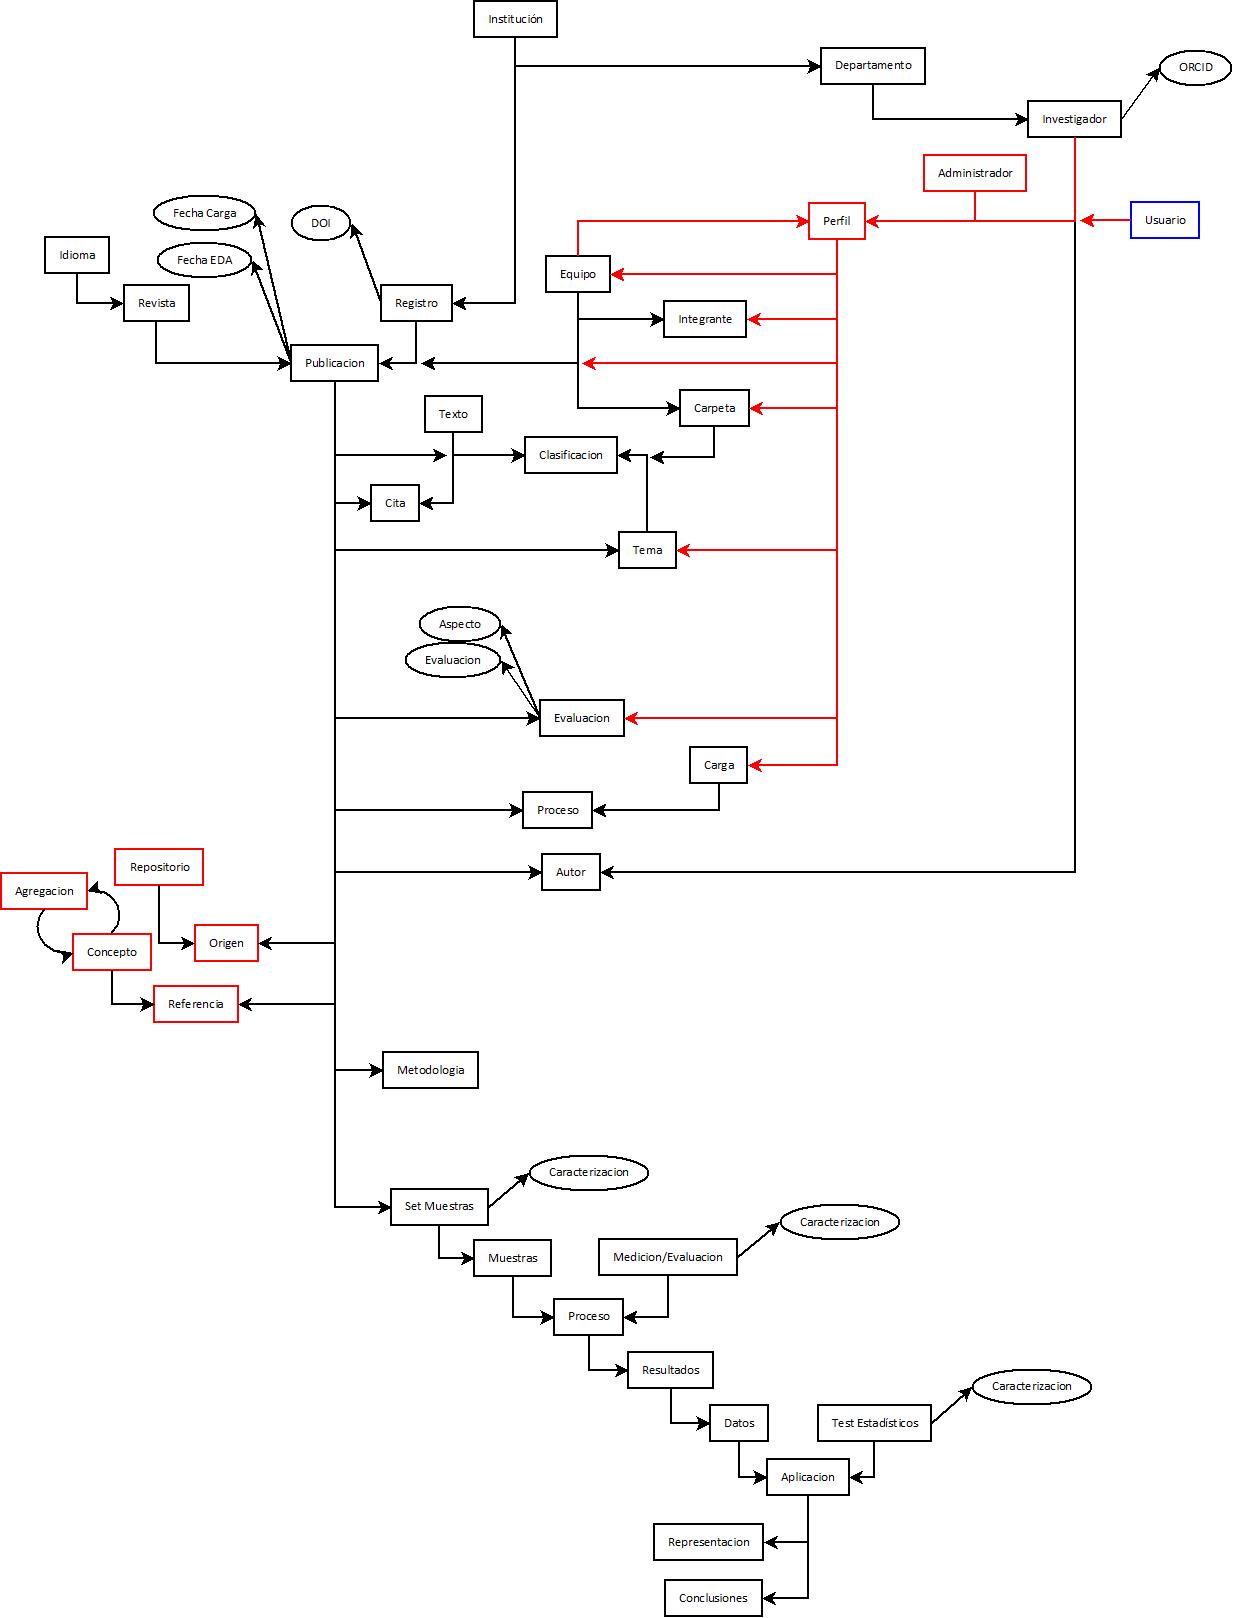 Institución
Departamento
ORCID
Investigador
Administrador
Fecha Carga
DOI
Perfil
Usuario
Idioma
Fecha EDA
Equipo
Revista
Registro
Integrante
Publicacion
Texto
Carpeta
Clasificacion
Cita
Tema
Aspecto
Evaluacion
Evaluacion
Carga
Proceso
Repositorio
Autor
Agregacion
Origen
Concepto
Referencia
Metodologia
Caracterizacion
Set Muestras
Caracterizacion
Muestras
Medicion/Evaluacion
Proceso
Resultados
Caracterizacion
Datos
Test Estadísticos
Aplicacion
Representacion
Conclusiones